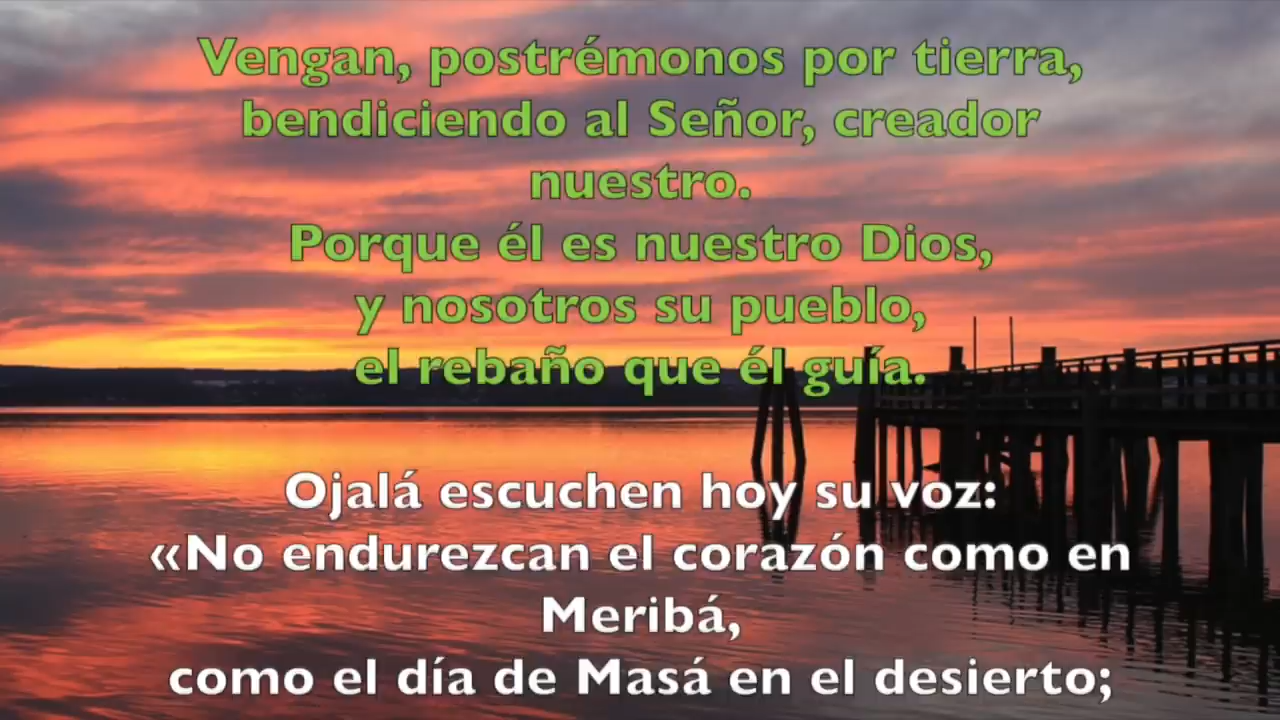 Vengan, postrémonos por tierra,
bendiciendo al Señor, creador
nuestro.
Porque él es nuestro Dios,
y nosotros su pueblo,
el rebaño que él guía.
Ojalá escuchen hoy su voz:
«No endurezcan el corazón como en
Meribá,
como el día de Masá en el desierto;